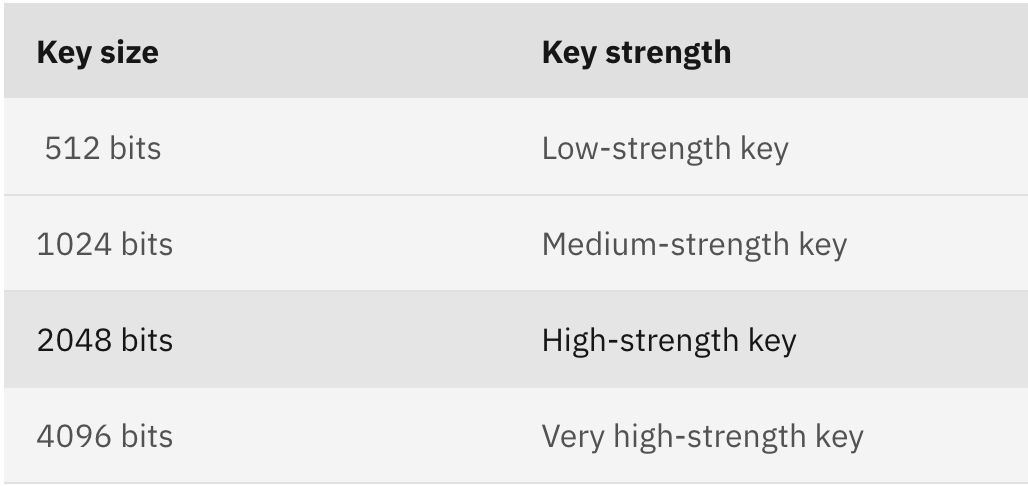 Key size Key strength
512 bits Low-strength key
1024 bits Medium-strength key
2048 bits High-strength key
4096 bits Very high-strength key